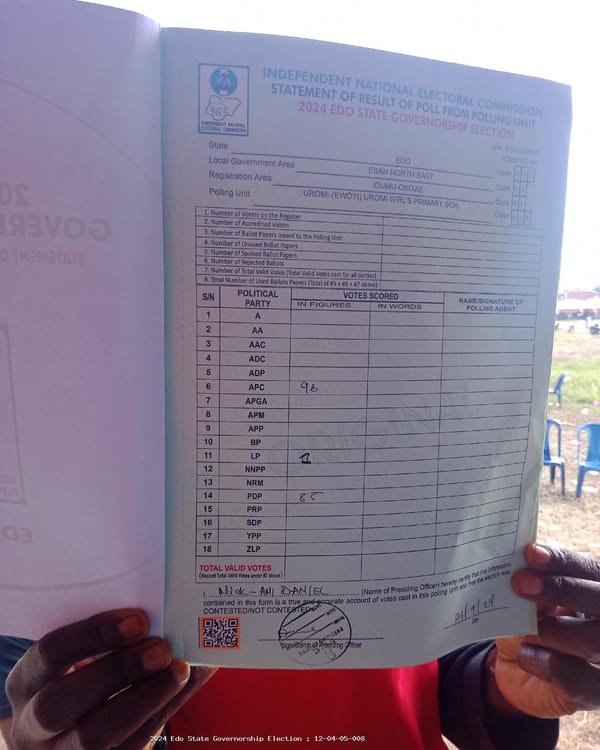 INDEPENDENT NATIONAL ELECTORAL COMMISSION
STATEMENT OF RESULT OF POLL FROM POLLING UNIT
2024 EDO STATE GOVERNORSHIP ELECTION
INEC
INDEPENDENT NATIONAL ELECTORAL COMMISSION
State EDO
Local Government Area ESAN NORTH EAST Code
Registration Area IDUMU-OKOJIE Code
Polling Unit UROMI-(EWOYI) UROMI GIRL'S PRIMARY SCH. Code
1. Number of Voters on the Register
2. Number of Accredited Voters
3. Number of Ballot Papers Issued to the Polling Unit
4. Number of Unused Ballot Papers
5. Number of Spoiled Ballot Papers
6. Number of Rejected Ballots
7. Number of Total Valid Votes (Total Valid Votes cast for all parties)
8. Total Number of Used Ballots Papers (Total of #5 + #6 + #7 above)
S/N POLITICAL PARTY VOTES SCORED NAME/SIGNATURE OF POLLING AGENT
IN FIGURES IN WORDS
1 A
2 AA
3 AAC
4 ADC
5 ADP
6 APC 96
7 APGA
8 APM
9 APP
10 BP
11 LP
12 NNPP
13 NRM
14 PDP 85
15 PRP
16 SDP
17 YPP
18 ZLP
ORIGINAL
TOTAL VALID VOTES
(Record Total Valid Votes under #7 above)
I, NICK-ANI DANIEL (Name of Presiding Officer) hereby certify that the information
contained in this form is a true and accurate account of votes cast in this polling unit and that the election was
CONTESTED/NOT CONTESTED
21/9/24
Sign/Stamp of Presiding Officer
2024 Edo State Governorship Election : 12-04-05-008